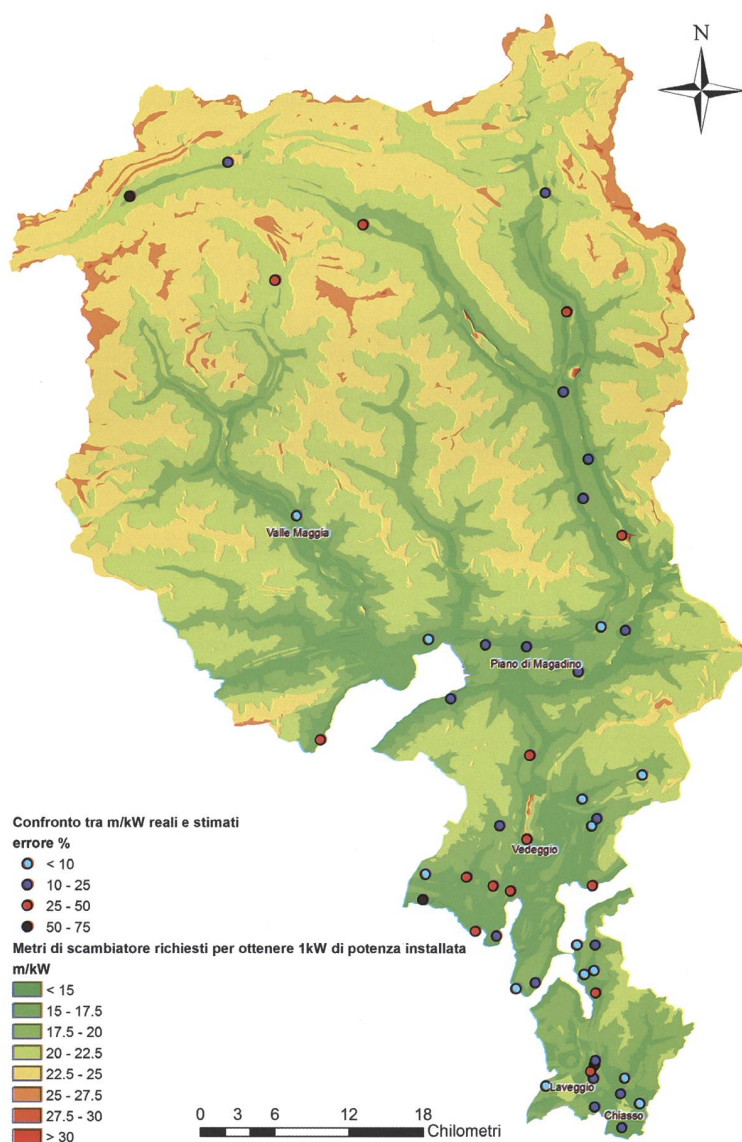 N
Valle Maggia
Piano di Magadino
Vedeggio
Laveggio
Chiasso
Confronto tra m/kW reali e stimati
errore %
< 10
10 - 25
25 - 50
50 - 75
Metri di scambiatore richiesti per ottenere 1kW di potenza installata
m/kW
< 15
15 - 17.5
17.5 - 20
20 - 22.5
22.5 - 25
25 - 27.5
27.5 - 30
> 30
0 3 6 12 18
Chilometri